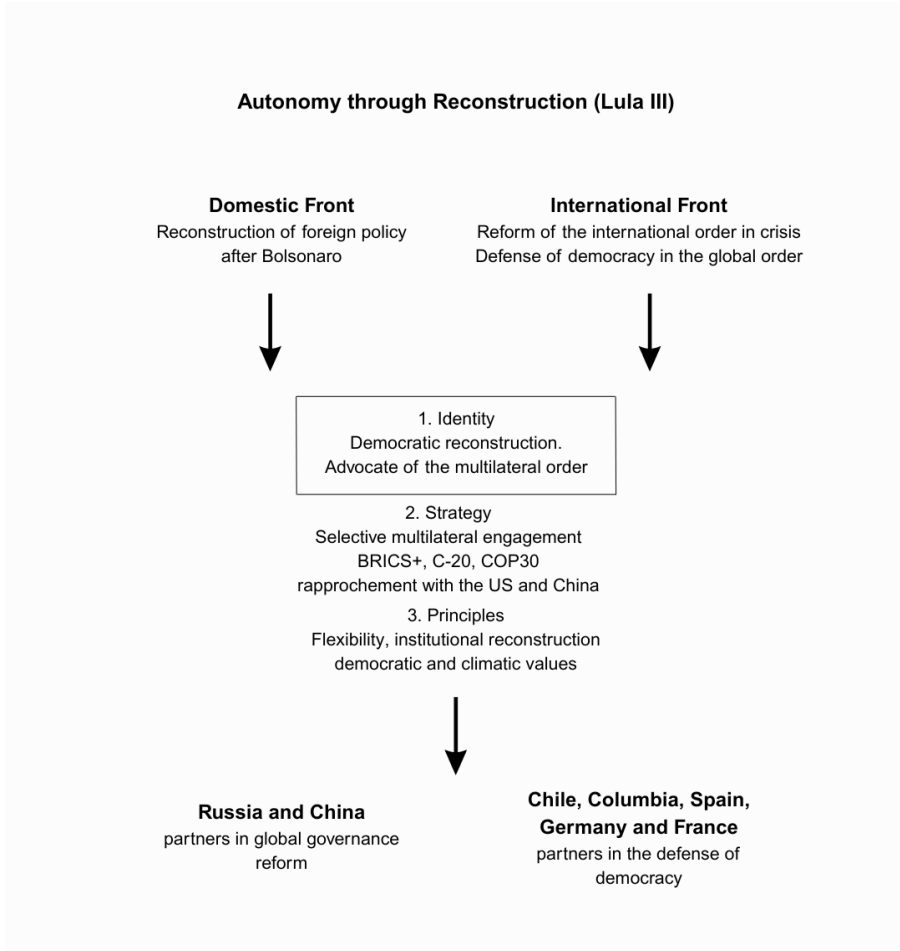 Autonomy through Reconstruction (Lula III)
Domestic Front
Reconstruction of foreign policy
after Bolsonaro
International Front
Reform of the international order in crisis
Defense of democracy in the global order
1. Identity
Democratic reconstruction.
Advocate of the multilateral order
2. Strategy
Selective multilateral engagement
BRICS+, C-20, COP30
rapprochement with the US and China
3. Principles
Flexibility, institutional reconstruction
democratic and climatic values
Russia and China
partners in global governance
reform
Chile, Columbia, Spain,
Germany and France
partners in the defense of
democracy